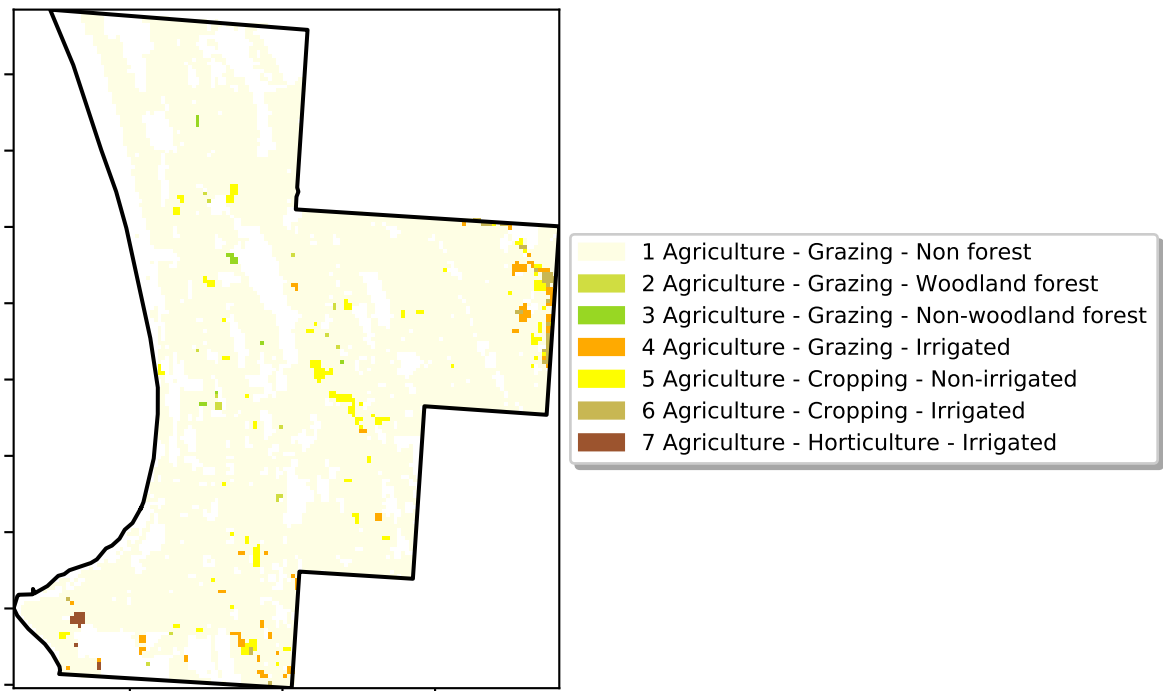 1 Agriculture - Grazing - Non forest
2 Agriculture - Grazing - Woodland forest
3 Agriculture - Grazing - Non-woodland forest
4 Agriculture - Grazing - Irrigated
5 Agriculture - Cropping - Non-irrigated
6 Agriculture - Cropping - Irrigated
7 Agriculture - Horticulture - Irrigated